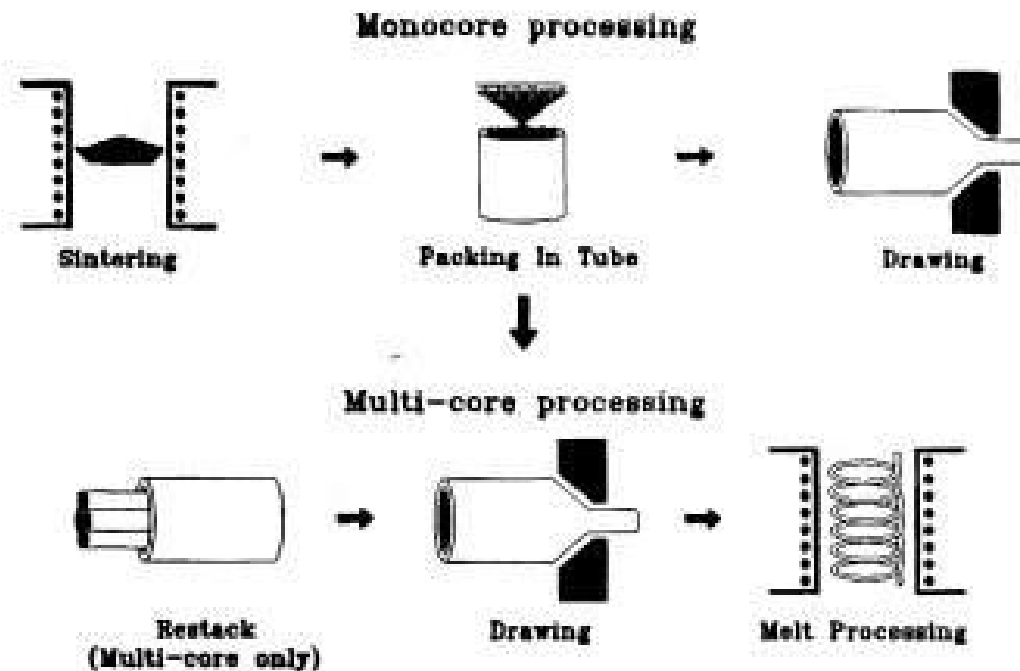 Monocore processing
Sintering
Packing In Tube
Drawing
Multi-core processing
Restack
(Multi-core only)
Drawing
Melt Processing